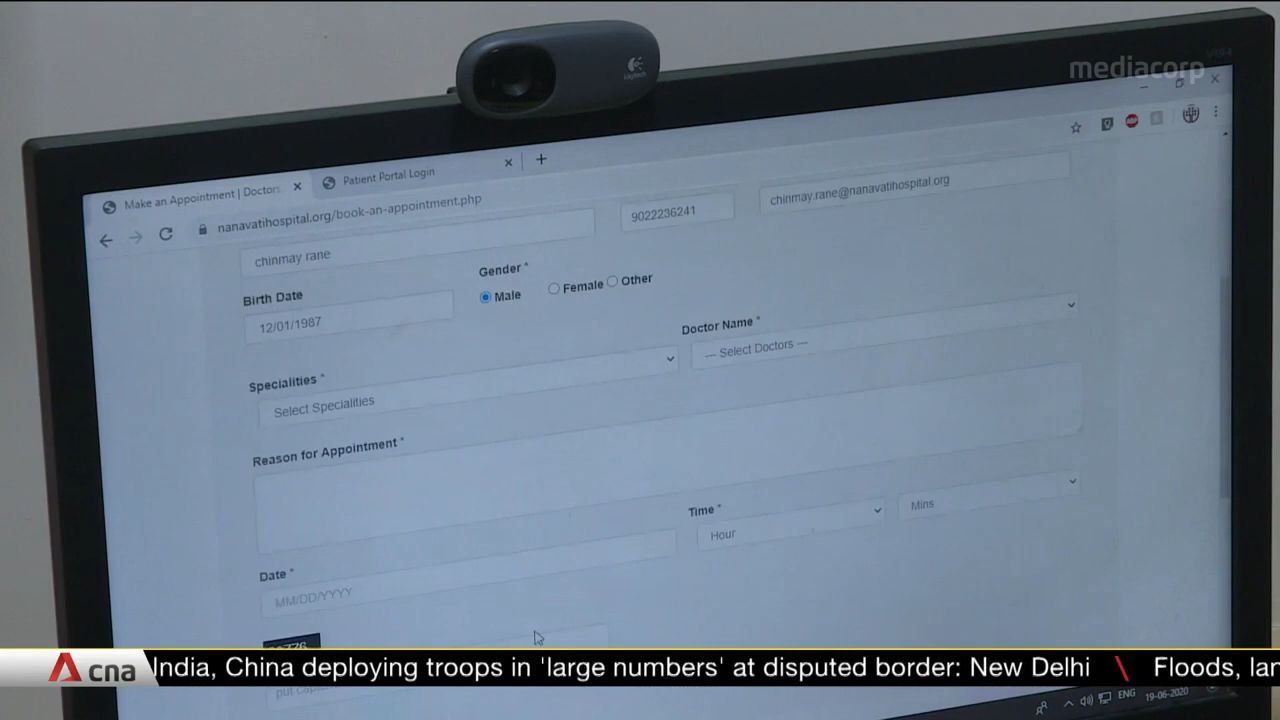 mediacorp
Logitech
Make an Appointment | Doctors
Patient Portal Login
nanavatihospital.org/book-an-appointment.php
chinmay rane
9022236241
chinmay.rane@nanavatihospital.org
Birth Date
Gender *
12/01/1987
Male
Female
Other
Specialities *
Doctor Name *
Select Specialities
--- Select Doctors ---
Reason for Appointment *
Date *
Time *
MM/DD/YYYY
Hour
Mins
cna
India, China deploying troops in 'large numbers' at disputed border: New Delhi \ Floods, lan
ENG
19-06-2020